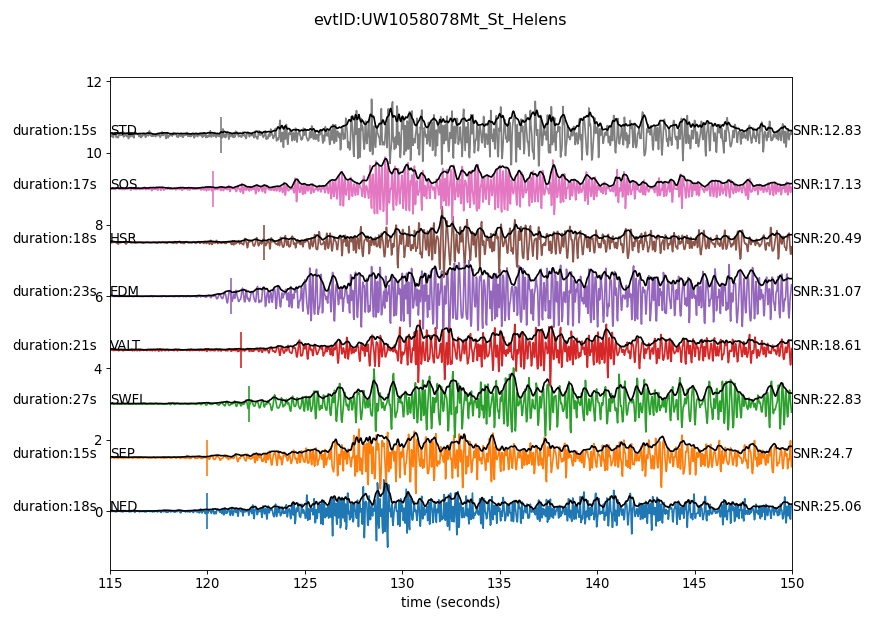 evtID:UW1058078Mt_St_Helens
12
duration:15s STD SNR:12.83
10
duration:17s SOS SNR:17.13
8
duration:18s HSR SNR:20.49
duration:23s EDM SNR:31.07
6
duration:21s VALT SNR:18.61
4
duration:27s SWFL SNR:22.83
2
duration:15s SEP SNR:24.7
duration:18s NED SNR:25.06
0
115 120 125 130 135 140 145 150
time (seconds)